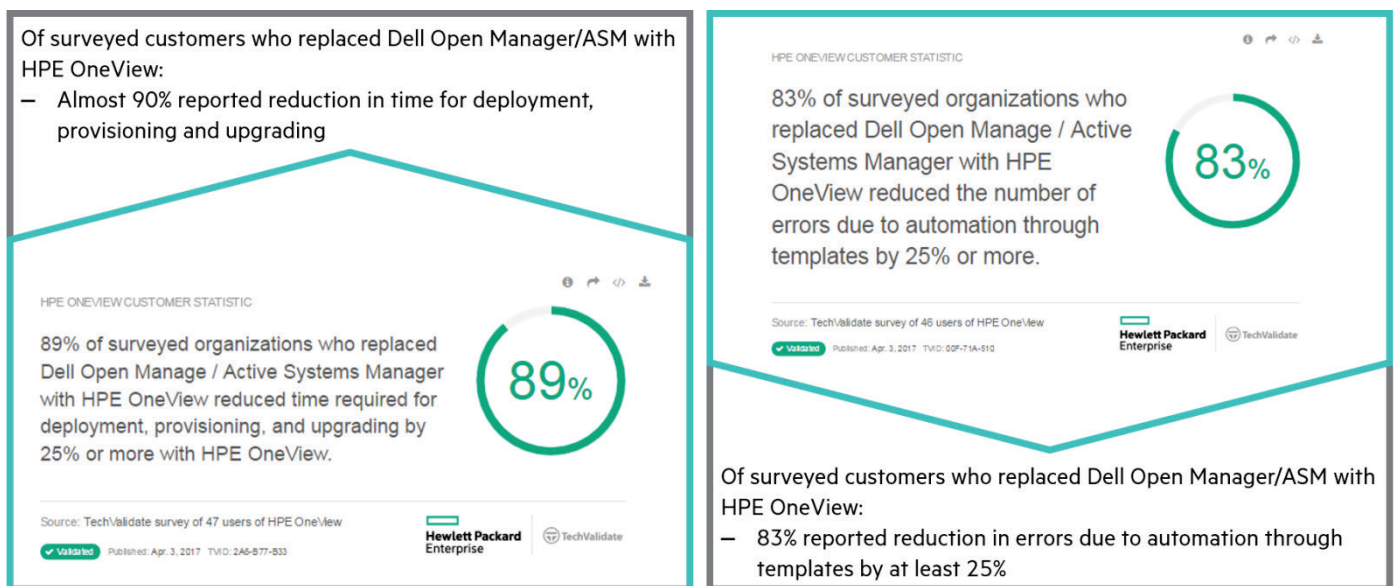 Of surveyed customers who replaced Dell Open Manager/ASM with
HPE OneView:
– Almost 90% reported reduction in time for deployment,
provisioning and upgrading
HPE ONEVIEW CUSTOMER STATISTIC
89% of surveyed organizations who replaced
Dell Open Manage / Active Systems Manager
with HPE OneView reduced time required for
deployment, provisioning, and upgrading by
25% or more with HPE OneView.
89%
Source: TechValidate survey of 47 users of HPE OneView
Validated Published: Apr. 3, 2017 TVID: 2A6-B77-B33
Hewlett Packard
Enterprise
TechValidate
HPE ONEVIEW CUSTOMER STATISTIC
83% of surveyed organizations who
replaced Dell Open Manage / Active
Systems Manager with HPE
OneView reduced the number of
errors due to automation through
templates by 25% or more.
83%
Source: TechValidate survey of 46 users of HPE OneView
Validated Published: Apr. 3, 2017 TVID: 00F-71A-510
Hewlett Packard
Enterprise
TechValidate
Of surveyed customers who replaced Dell Open Manager/ASM with
HPE OneView:
– 83% reported reduction in errors due to automation through
templates by at least 25%